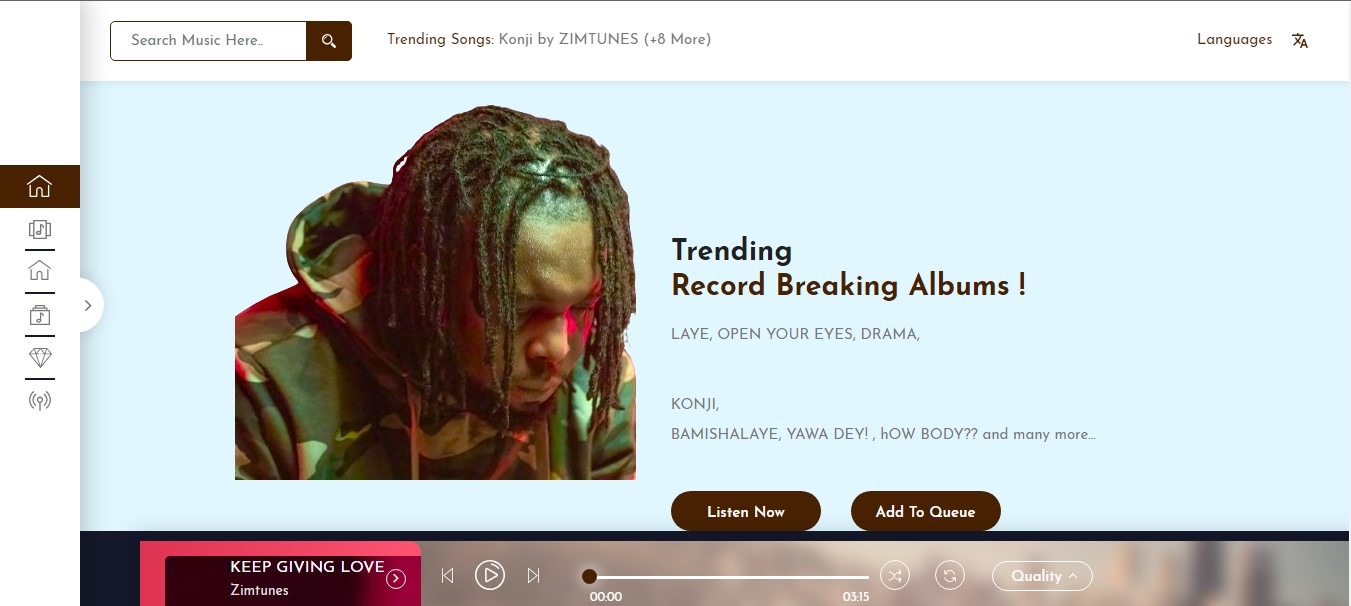 Search Music Here..
Trending Songs: Konji by ZIMTUNES (+8 More)
Languages
Trending
Record Breaking Albums !
LAYE, OPEN YOUR EYES, DRAMA,
KONJI,
BAMISHALAYE, YAWA DEY! , hOW BODY?? and many more...
Listen Now
Add To Queue
KEEP GIVING LOVE
Zimtunes
00:00
03:15
Quality